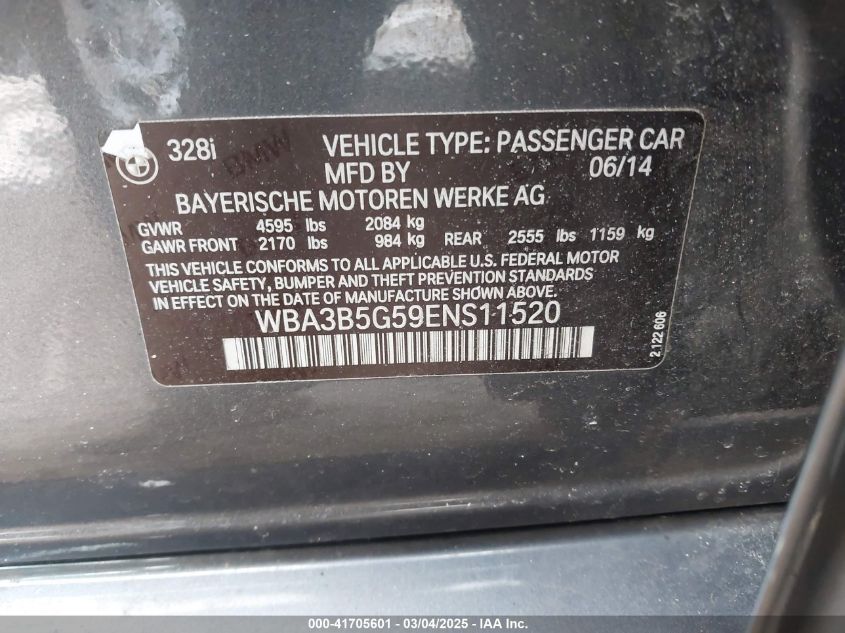 328i VEHICLE TYPE: PASSENGER CAR
MFD BY 06/14
BAYERISCHE MOTOREN WERKE AG
GVWR 4595 lbs 2084 kg
GAWR FRONT 2170 lbs 984 kg REAR 2555 lbs 1159 kg
THIS VEHICLE CONFORMS TO ALL APPLICABLE U.S. FEDERAL MOTOR
VEHICLE SAFETY, BUMPER AND THEFT PREVENTION STANDARDS
IN EFFECT ON THE DATE OF MANUFACTURE SHOWN ABOVE.
WBA3B5G59ENS11520
2 122 606
000-41705601 - 03/04/2025 - IAAI.COM